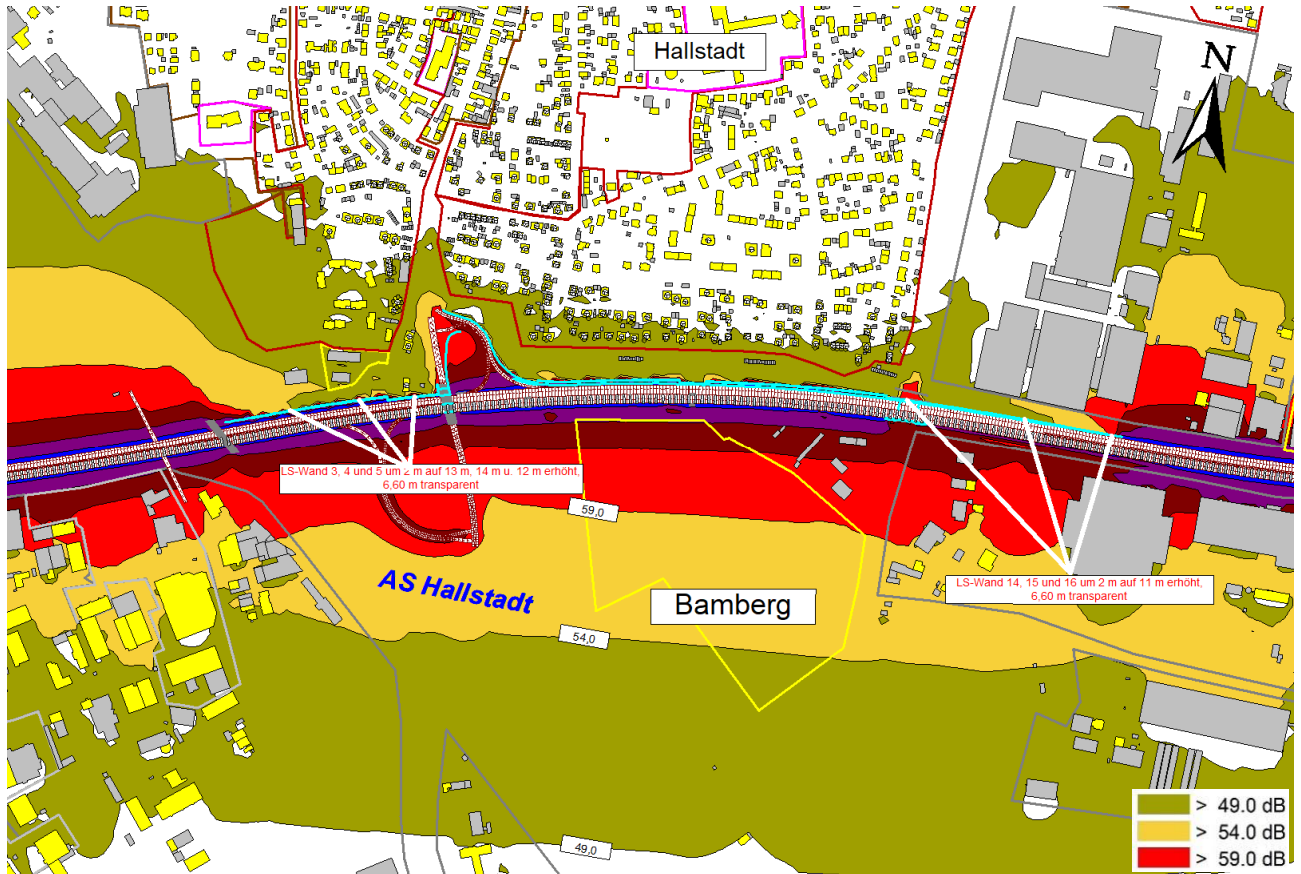 Hallstadt
N
LS-Wand 3, 4 und 5 um 2 m auf 13 m, 14 m u. 12 m erhöht,
6,60 m transparent
59,0
AS Hallstadt
Bamberg
LS-Wand 14, 15 und 16 um 2 m auf 11 m erhöht,
6,60 m transparent
54,0
49,0
> 49.0 dB
> 54.0 dB
> 59.0 dB